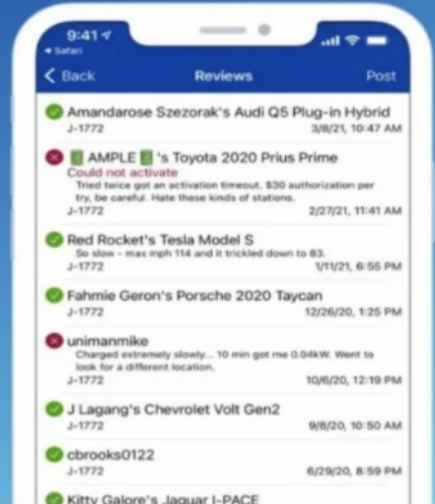 9:41
Safari
Back
Reviews
Post
Amandarose Szezorak's Audi Q5 Plug-in Hybrid
J-1772
3/8/21, 10:47 AM
AMPLE 's Toyota 2020 Prius Prime
Could not activate
Tried twice got an activation timeout. $30 authorization per
try, be careful. Hate these kinds of stations.
J-1772
2/27/21, 11:41 AM
Red Rocket's Tesla Model S
So slow - max mph 114 and it trickled down to 83.
J-1772
1/11/21, 6:55 PM
Fahmie Geron's Porsche 2020 Taycan
J-1772
12/26/20, 1:25 PM
unimanmike
Charged extremely slowly... 10 min got me 0.04kW. Went to
look for a different location.
J-1772
10/6/20, 12:19 PM
J Lagang's Chevrolet Volt Gen2
J-1772
9/8/20, 10:50 AM
cbrooks0122
J-1772
6/29/20, 8:59 PM
Kitty Galore's Jaguar I-PACE